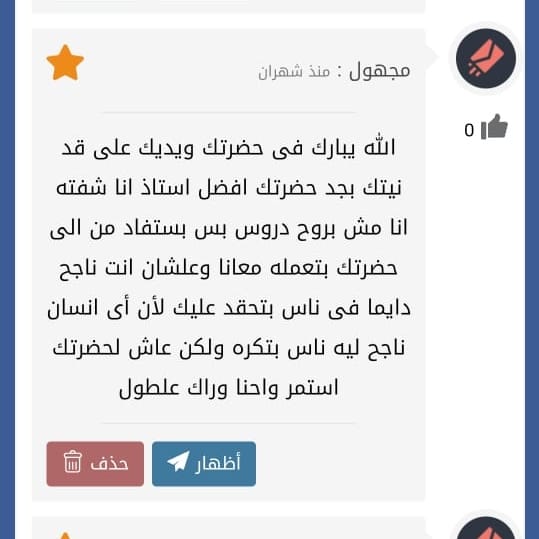 مجهول : منذ شهران
0
الله يبارك فى حضرتك ويديك على قد
نيتك بجد حضرتك افضل استاذ انا شفته
انا مش بروح دروس بس بستفاد من الى
حضرتك بتعمله معانا وعلشان انت ناجح
دايما فى ناس بتحقد عليك لأن أى انسان
ناجح ليه ناس بتكره ولكن عاش لحضرتك
استمر واحنا وراك علطول
أظهار
حذف